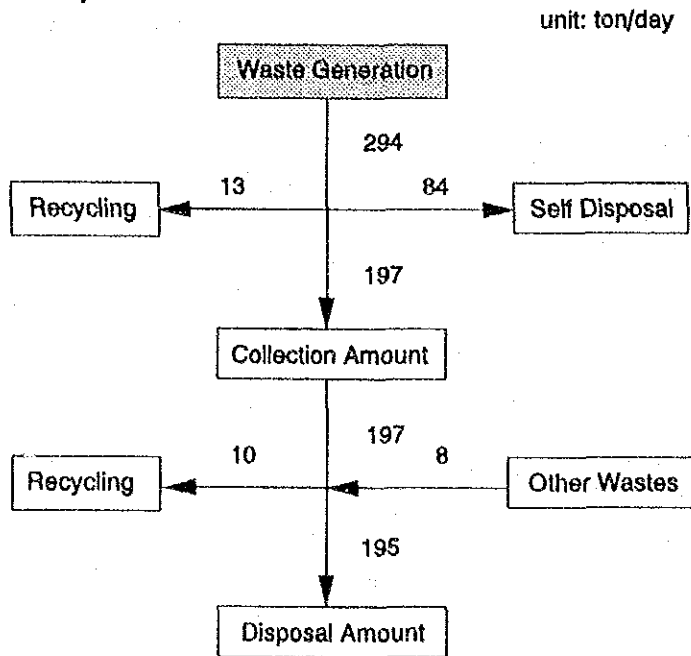 unit: ton/day
Waste Generation
294
13
84
Recycling
Self Disposal
197
Collection Amount
197
10
8
Recycling
Other Wastes
195
Disposal Amount